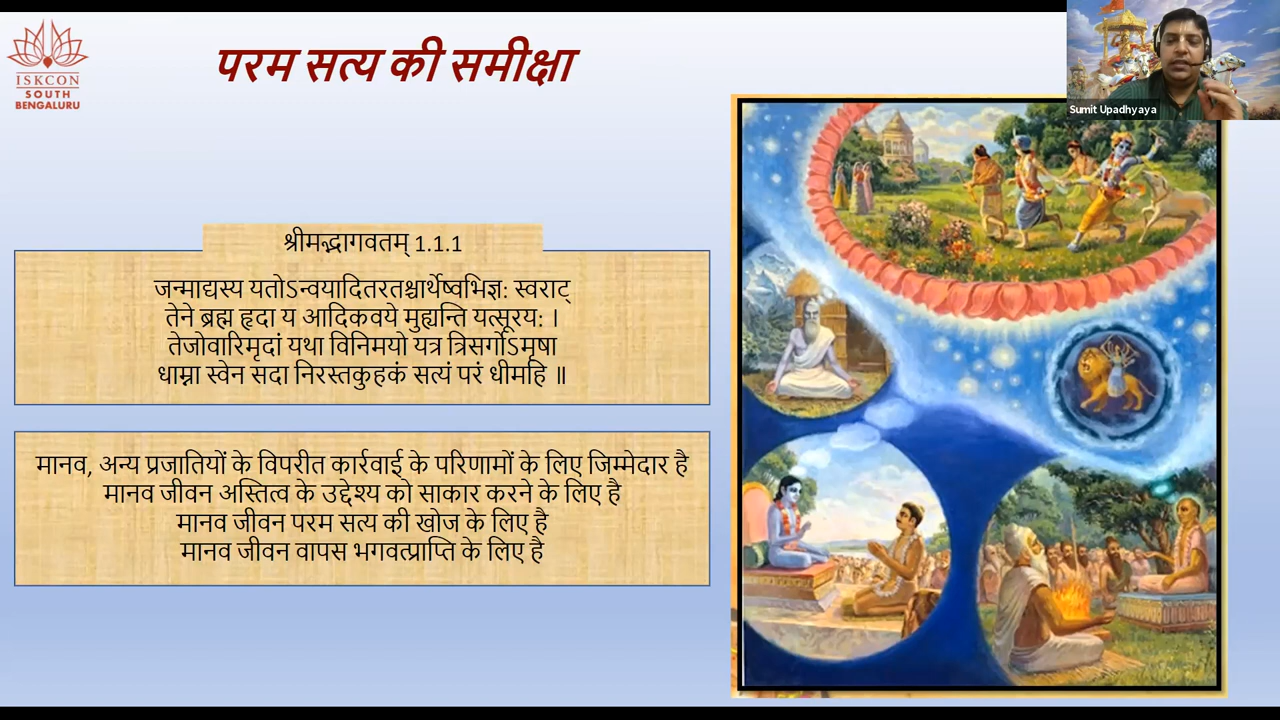 ISKCON
SOUTH
BENGALURU
परम सत्य की समीक्षा
Sumit Upadhyaya
श्रीमद्भागवतम् 1.1.1
जन्माद्यस्य यतोऽन्वयादितरतश्चार्थेष्वभिज्ञ: स्वराट्
तेने ब्रह्म हृदा य आदिकवये मुह्यन्ति यत्सूरय: ।
तेजोवारिमृदां यथा विनिमयो यत्र त्रिसर्गोऽमृषा
धाम्ना स्वेन सदा निरस्तकुहकं सत्यं परं धीमहि ॥
मानव, अन्य प्रजातियों के विपरीत कार्रवाई के परिणामों के लिए जिम्मेदार है
मानव जीवन अस्तित्व के उद्देश्य को साकार करने के लिए है
मानव जीवन परम सत्य की खोज के लिए है
मानव जीवन वापस भगवत्प्राप्ति के लिए है